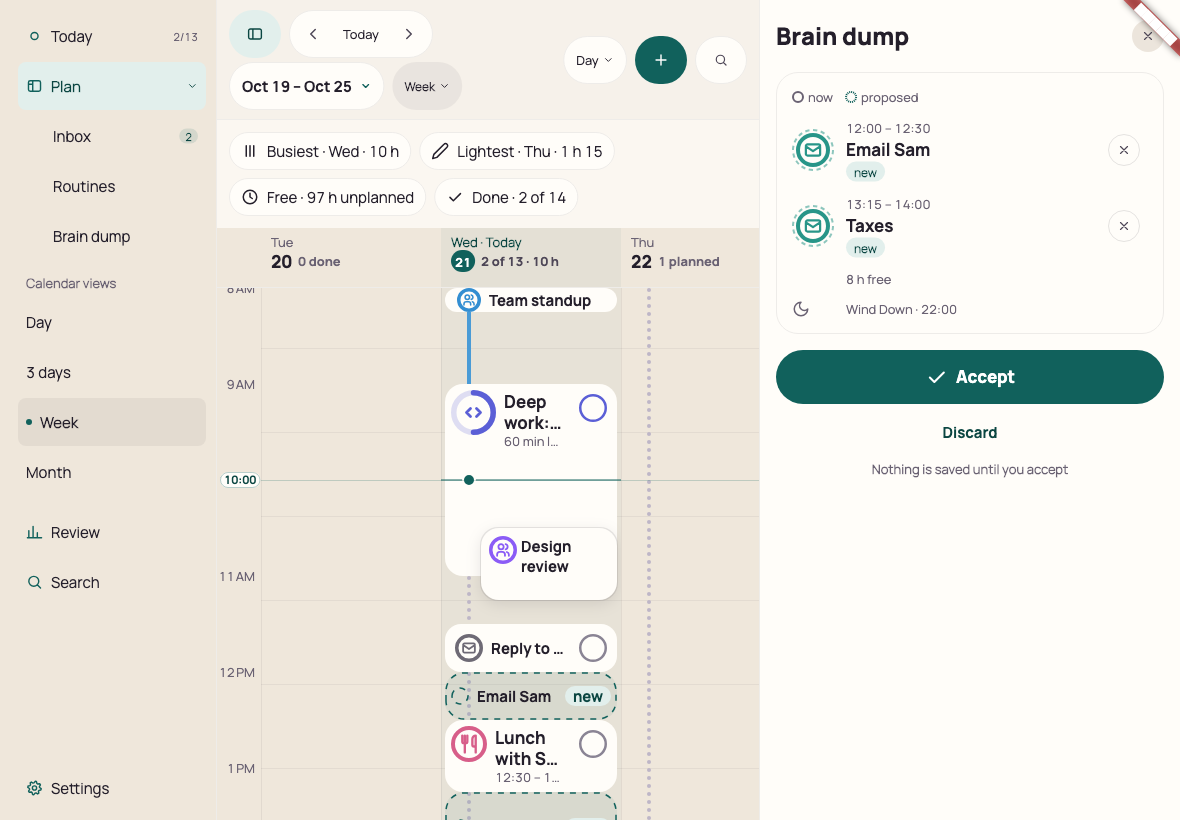 Today 2/13
Plan
Inbox 2
Routines
Brain dump
Calendar views
Day
3 days
Week
Month
Review
Search
Settings
Today
Oct 19 – Oct 25
Week
Day
Busiest · Wed · 10 h
Lightest · Thu · 1 h 15
Free · 97 h unplanned
Done · 2 of 14
Tue
20 0 done
Wed · Today
21 2 of 13 · 10 h
Thu
22 1 planned
8 AM
Team standup
9 AM
Deep
work:…
60 min l…
10:00
Design
review
11 AM
Reply to …
12 PM
Email Sam new
Lunch
with S…
12:30 – 1…
1 PM
Brain dump
now proposed
12:00 – 12:30
Email Sam
new
13:15 – 14:00
Taxes
new
8 h free
Wind Down · 22:00
Accept
Discard
Nothing is saved until you accept